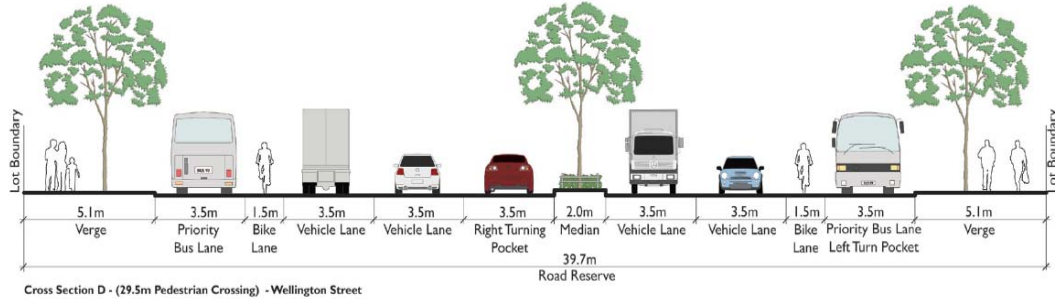 Lot Boundary
Lot Boundary
5.1m
Verge
3.5m
Priority
Bus Lane
1.5m
Bike
Lane
3.5m
Vehicle Lane
3.5m
Vehicle Lane
3.5m
Right Turning
Pocket
2.0m
Median
3.5m
Vehicle Lane
3.5m
Vehicle Lane
1.5m
Bike
Lane
3.5m
Priority Bus Lane
Left Turn Pocket
5.1m
Verge
39.7m
Road Reserve
Cross Section D - (29.5m Pedestrian Crossing) - Wellington Street